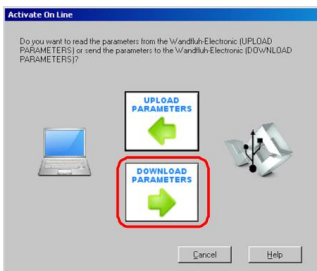 Activate On Line
Do you want to read the parameters from the Wandfluh-Electronic (UPLOAD
PARAMETERS) or send the parameters to the Wandfluh-Electronic (DOWNLOAD
PARAMETERS)?
UPLOAD
PARAMETERS
DOWNLOAD
PARAMETERS
Cancel
Help